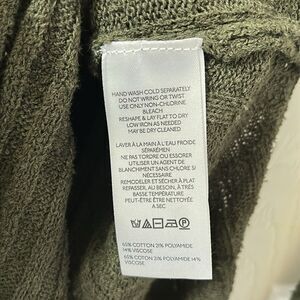 HAND WASH COLD SEPARATELY
DO NOT WRING OR TWIST
USE ONLY NON-CHLORINE
BLEACH
RESHAPE & LAY FLAT TO DRY
LOW IRON AS NEEDED
MAY BE DRY CLEANED
LAVER À LA MAIN À L'EAU FROIDE
SÉPARÉMEN
NE PAS TORDRE OU ESSORER
UTILISER UN AGENT DE
BLANCHIMENT SANS CHLORE S/
NÉCESSAIRE
REMODELER ET SÉCHER À PLAT
REPASSER, AU BESOIN, À TRÈS
BASSE TEMPÉRATURE
PEUT-ÊTRE ÊTRE NETTOYÉ
A SEC
65% COTTON 21% POLYAMIDE
14% VISCOSE
65% COTTON 21% POLYAMIDE 14%
VISCOSE